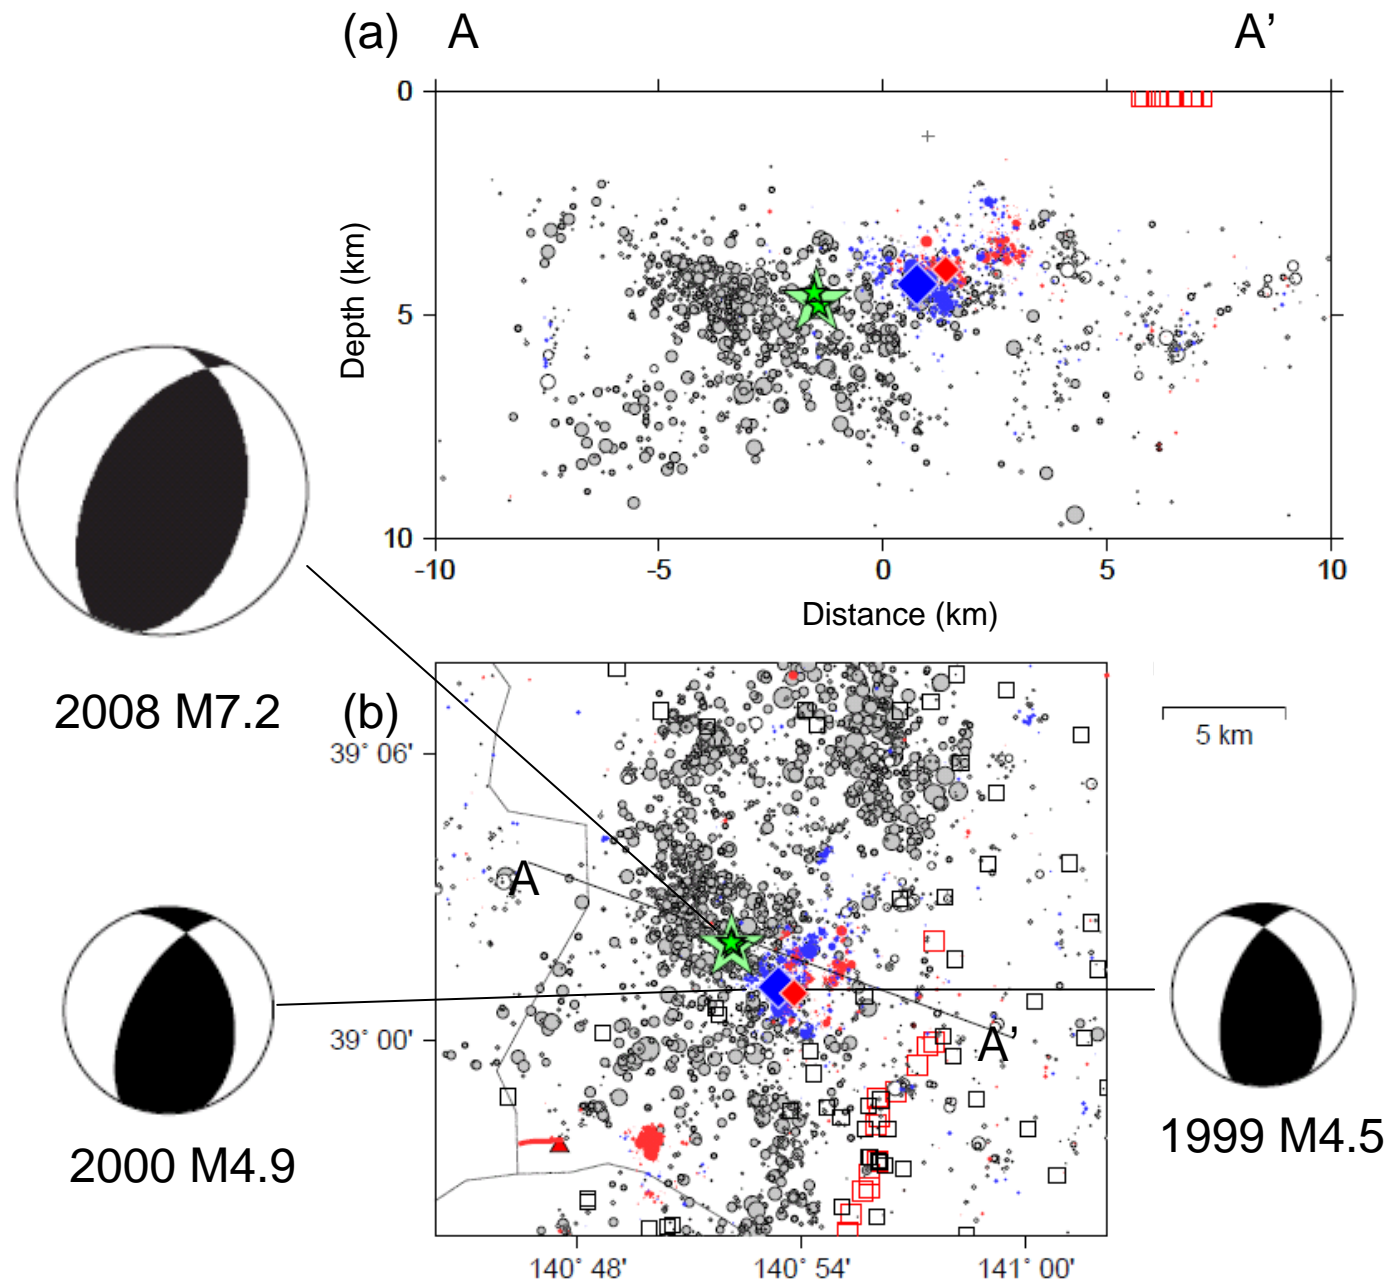 (a) A A'
0
5
10
Depth (km)
-10 -5 0 5 10
Distance (km)
2008 M7.2
(b)
5 km
39° 06'
A
39° 00'
A'
2000 M4.9
1999 M4.5
140° 48' 140° 54' 141° 00'